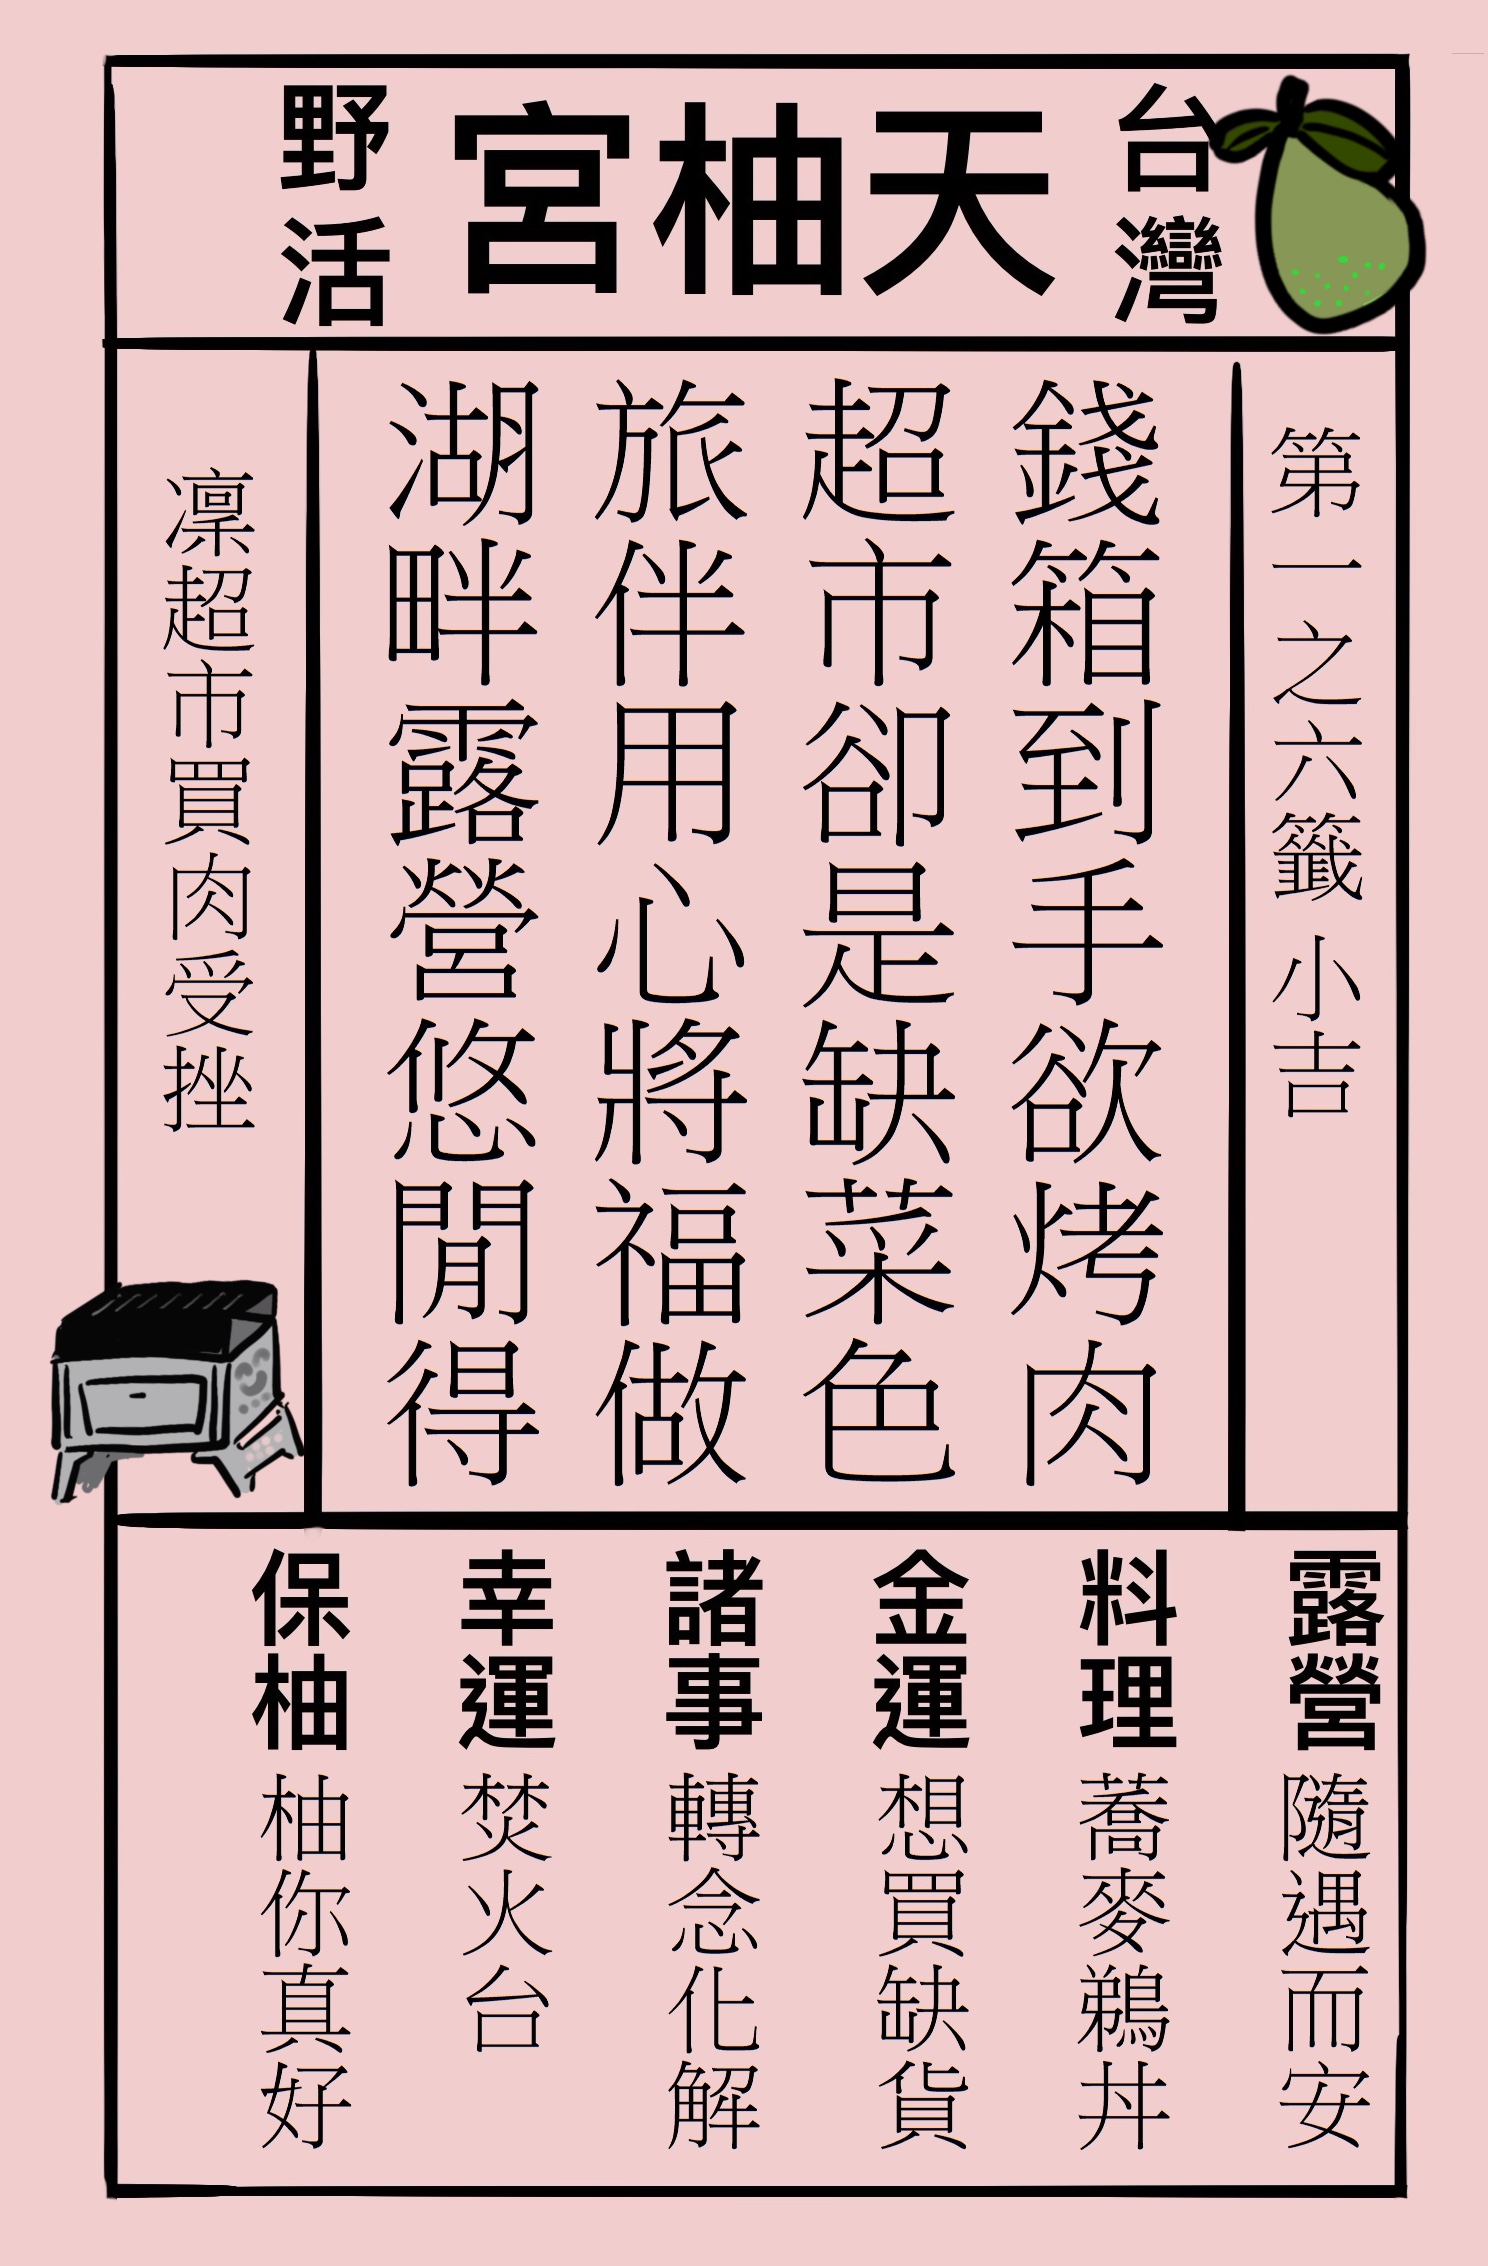 台灣
天柚宮
野活
第一之六籤 小吉
錢箱到手欲烤肉
超市卻是缺菜色
旅伴用心將福做
湖畔露營悠閒得
凜超市買肉受挫
露營 隨遇而安
料理 蕎麥鵜丼
金運 想買缺貨
諸事 轉念化解
幸運 焚火台
保柚 柚你真好